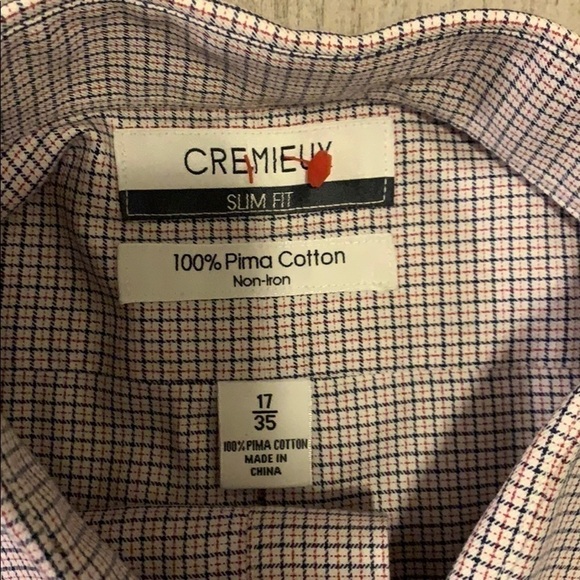 CREMIEUX
SLIM FIT
100% Pima Cotton
Non-Iron
17
35
100% PIMA COTTON
MADE IN
CHINA